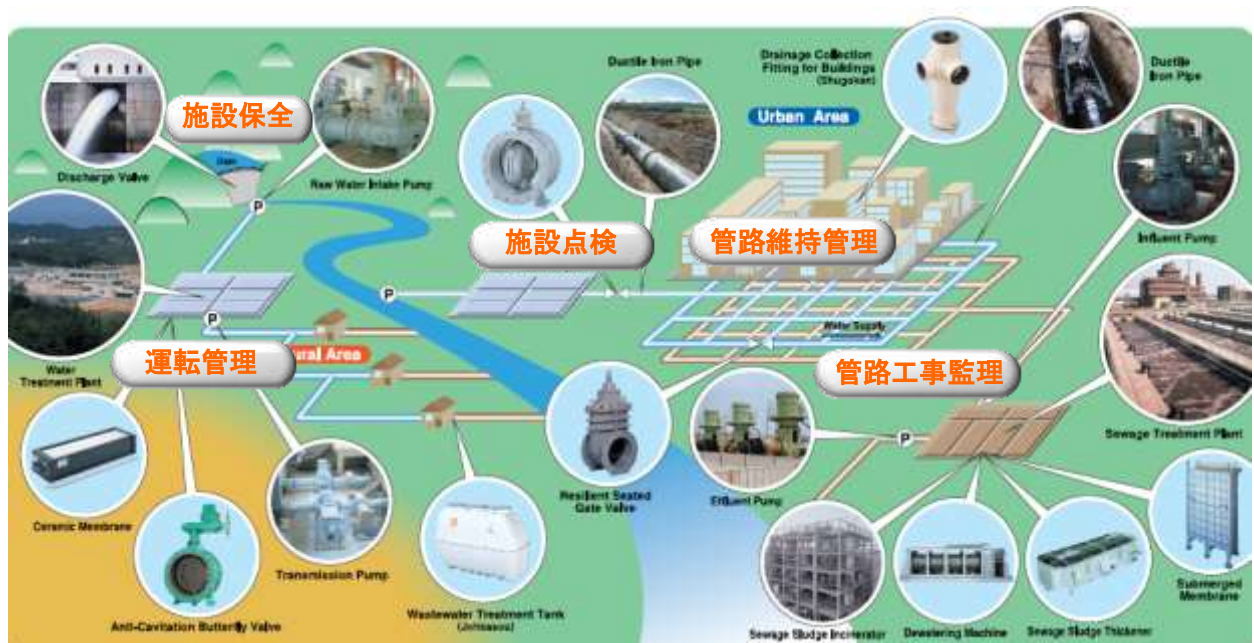 Drainage Collection
Fitting for Buildings
(Shugokan)
Ductile Iron Pipe
Ductile
Iron Pipe
Urban Area
施設保全
Dam
Discharge Valve
Raw Water Intake Pump
P
施設点検
管路維持管理
Influent Pump
P
P
運転管理
ural Area
Water Supply
管路工事監理
Water
Treatment Plant
Sewage Treatment Plant
P
Resilient Seated
Gate Valve
Effluent Pump
Ceramic Membrane
Transmission Pump
Submerged
Membrane
Wastewater Treatment Tank
(Johkasou)
Anti-Cavitation Butterfly Valve
Sewage Sludge Incinerator
Dewatering Machine
Sewage Sludge Thickener